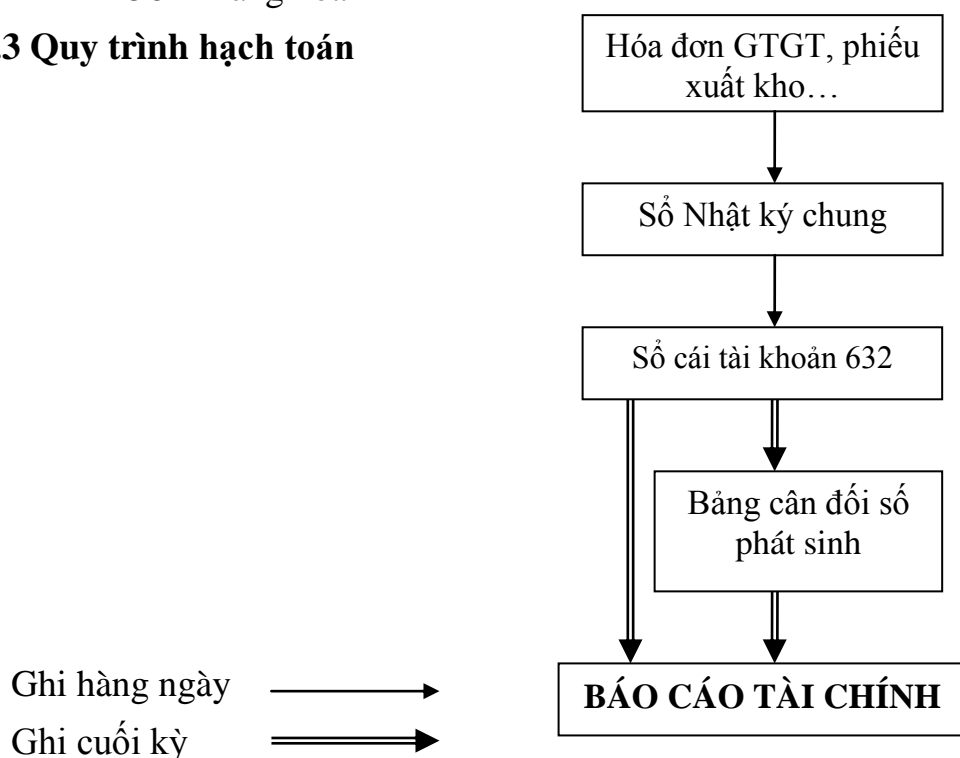 .3 Quy trình hạch toán
Hóa đơn GTGT, phiếu
xuất kho…
Sổ Nhật ký chung
Sổ cái tài khoản 632
Bảng cân đối số
phát sinh
BÁO CÁO TÀI CHÍNH
Ghi hàng ngày
Ghi cuối kỳ